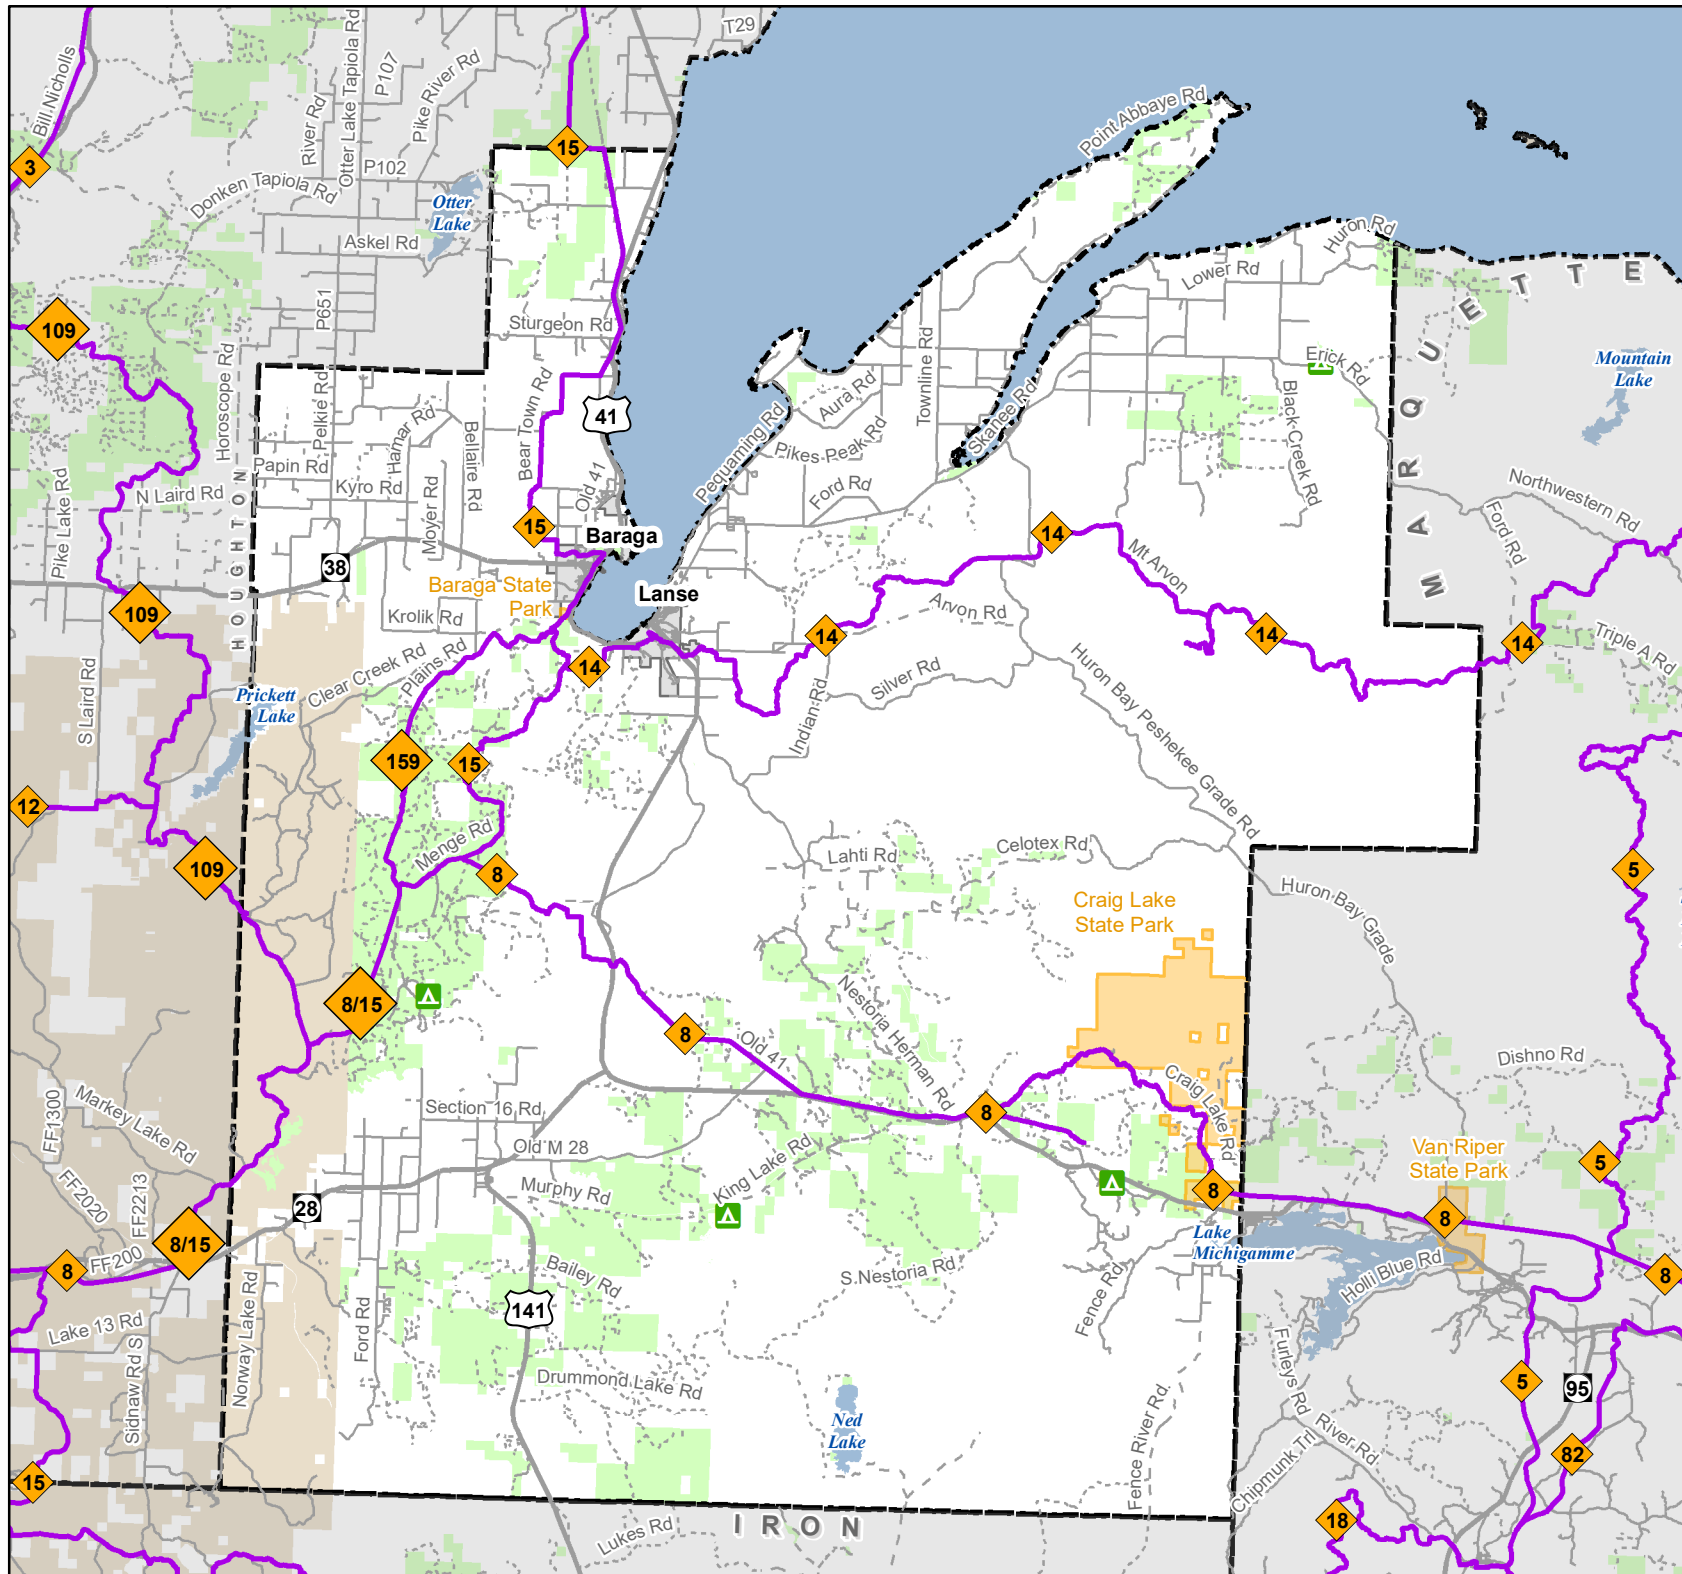 T29
Bill Nicholls
River Rd
Otter Lake Tapiola Rd
P107
Pike River Rd
Point Abbaye Rd
3
15
P102
Donken Tapiola Rd
Otter
Lake
Askel Rd
Huron Rd
Lower Rd
MARQUETTE
P651
109
Sturgeon Rd
Horoscope Rd
Pelkie Rd
Hamar Rd
Bear Town Rd
41
Aura Rd
Townline Rd
Erick Rd
Mountain
Lake
Skanee Rd
Black Creek Rd
Pequaming Rd
Pikes Peak Rd
Papin Rd
Bellaire Rd
Kyro Rd
Moyer Rd
Old 41
Ford Rd
Pike Lake Rd
N Laird Rd
HOUGHTON
Northwestern Rd
Ford Rd
15
Baraga
14
Mt Arvon
38
Baraga State
Park
Lanse
109
Krolik Rd
Arvon Rd
14
14
14
Triple A Rd
Clear Creek Rd
Plains Rd
14
Silver Rd
Huron Bay Peshekee Grade Rd
S Laird Rd
Prickett
Lake
Indian Rd
159
15
12
Menge Rd
Lahti Rd
Celotex Rd
109
8
5
Huron Bay Grade
Craig Lake
State Park
8/15
Nestoria Herman Rd
8
Old 41
Dishno Rd
FF1300
Markey Lake Rd
Section 16 Rd
8
Craig Lake Rd
Old M 28
King Lake Rd
Van Riper
State Park
5
FF2020
FF2213
Murphy Rd
28
8
8
8/15
Lake
Michigamme
8
FF200
Bailey Rd
S Nestoria Rd
Holli Blue Rd
8
Norway Lake Rd
141
Fence Rd
Lake 13 Rd
Ford Rd
Sidnaw Rd S
Furleys Rd
5
95
Drummond Lake Rd
Ned
Lake
Fence River Rd
River Rd
82
Chipmunk Trl
15
18
IRON
Lukes Rd